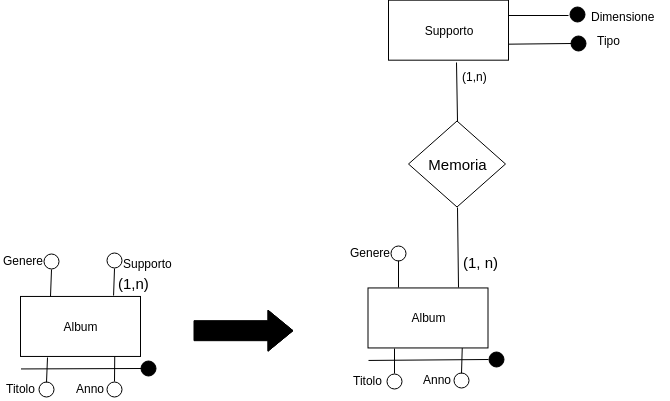 Supporto
Dimensione
Tipo
(1,n)
Memoria
Genere
Supporto
(1,n)
Album
Titolo
Anno
Genere
(1, n)
Album
Titolo
Anno